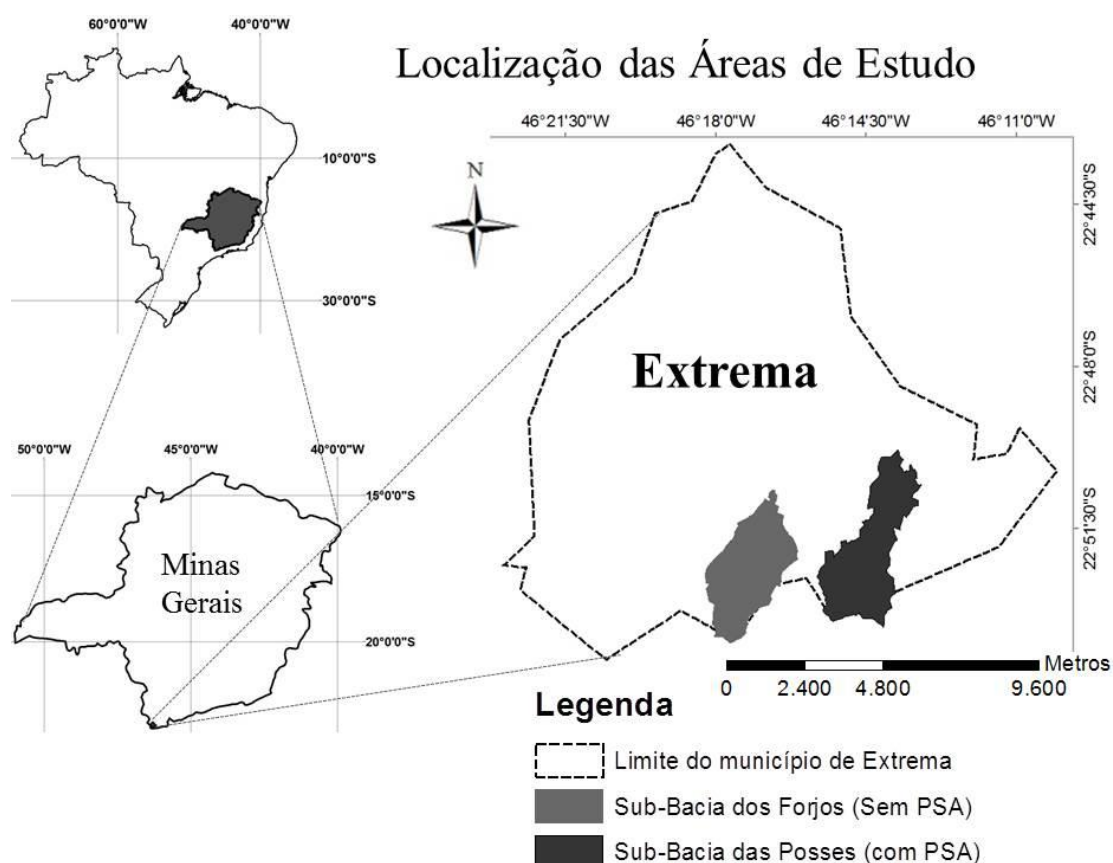 60°0'0"W 40°0'0"W
Localização das Áreas de Estudo
46°21'30"W 46°18'0"W 46°14'30"W 46°11'0"W
10°0'0"S
30°0'0"S
N
22°44'30"S
22°48'0"S
22°51'30"S
Extrema
50°0'0"W 45°0'0"W 40°0'0"W
15°0'0"S
20°0'0"S
Minas
Gerais
Metros
0 2.400 4.800 9.600
Legenda
Limite do município de Extrema
Sub-Bacia dos Forjos (Sem PSA)
Sub-Bacia das Posses (com PSA)